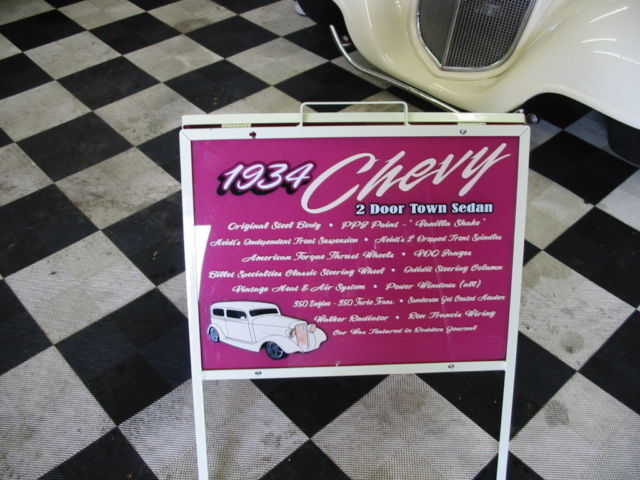 1934 Chevy
2 Door Town Sedan
Original Steel Body • PPG Paint - "Vanilla Shake"
Heidt's Independent Front Suspension • Heidt's 2 Dropped Front Spindles
American Torque Thrust Wheels • VDO Gauges
Billet Specialties Classic Steering Wheel • Ididit Steering Column
Vintage Heat & Air System • Power Windows (all)
350 Engine - 350 Turbo Trans. • Sanderson Jet Coated Headers
Walker Radiator • Ron Francis Wiring
Car Was Featured in Rodders Journal